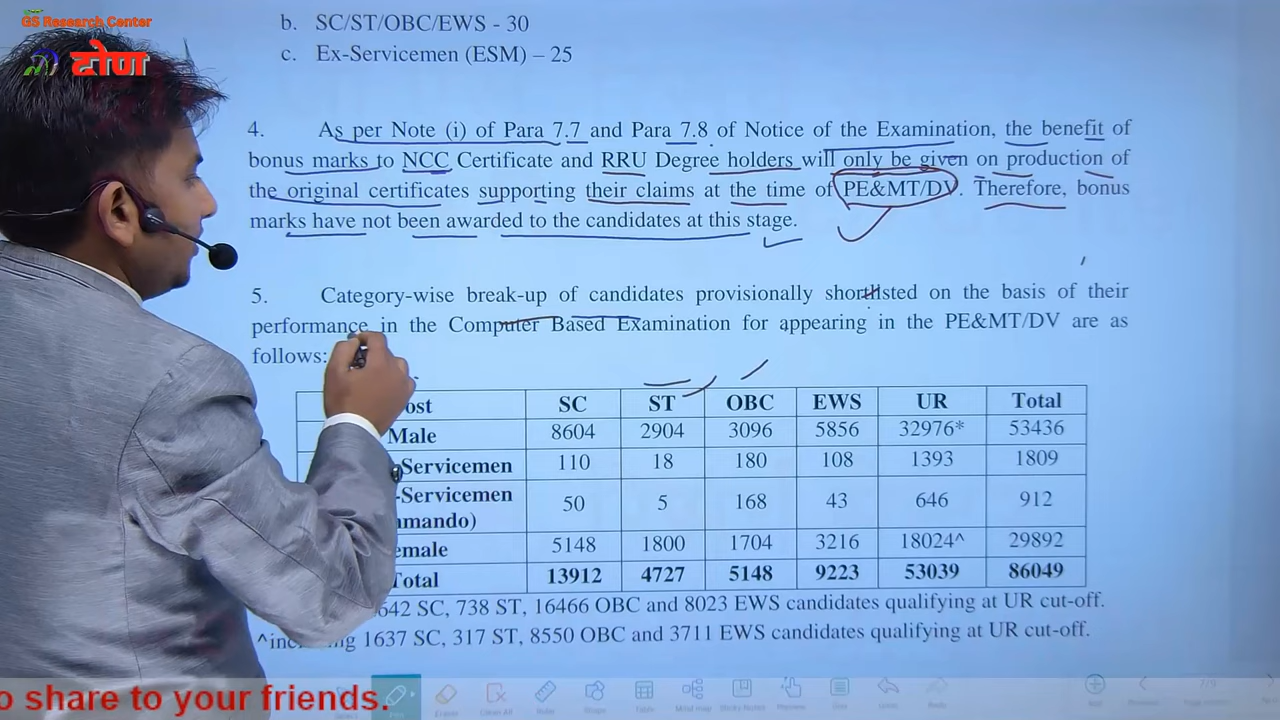 GS Research Center
टोण
b. SC/ST/OBC/EWS - 30
c. Ex-Servicemen (ESM) – 25
4. As per Note (i) of Para 7.7 and Para 7.8 of Notice of the Examination, the benefit of
bonus marks to NCC Certificate and RRU Degree holders will only be given on production of
the original certificates supporting their claims at the time of PE&MT/DV. Therefore, bonus
marks have not been awarded to the candidates at this stage.
5. Category-wise break-up of candidates provisionally shortlisted on the basis of their
performance in the Computer Based Examination for appearing in the PE&MT/DV are as
follows:
ost SC ST OBC EWS UR Total
Male 8604 2904 3096 5856 32976* 53436
-Servicemen 110 18 180 108 1393 1809
-Servicemen
mmando) 50 5 168 43 646 912
emale 5148 1800 1704 3216 18024^ 29892
Total 13912 4727 5148 9223 53039 86049
642 SC, 738 ST, 16466 OBC and 8023 EWS candidates qualifying at UR cut-off.
^inc ng 1637 SC, 317 ST, 8550 OBC and 3711 EWS candidates qualifying at UR cut-off.
o share to your friends.